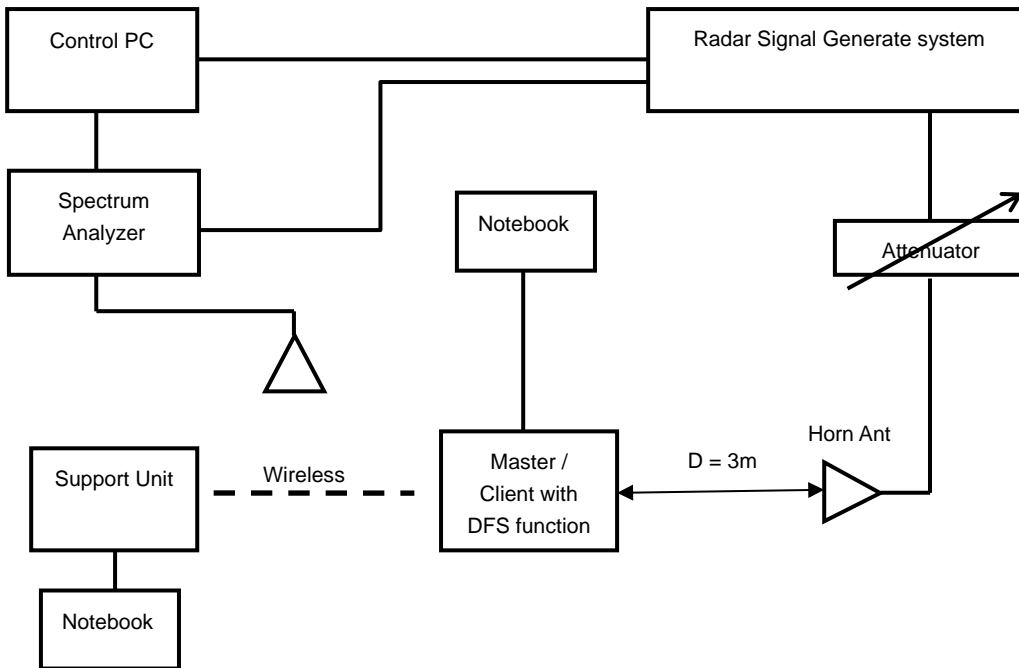 Control PC
Radar Signal Generate system
Spectrum
Analyzer
Notebook
Attenuator
Horn Ant
Support Unit
Wireless
Master /
Client with
DFS function
D = 3m
Notebook